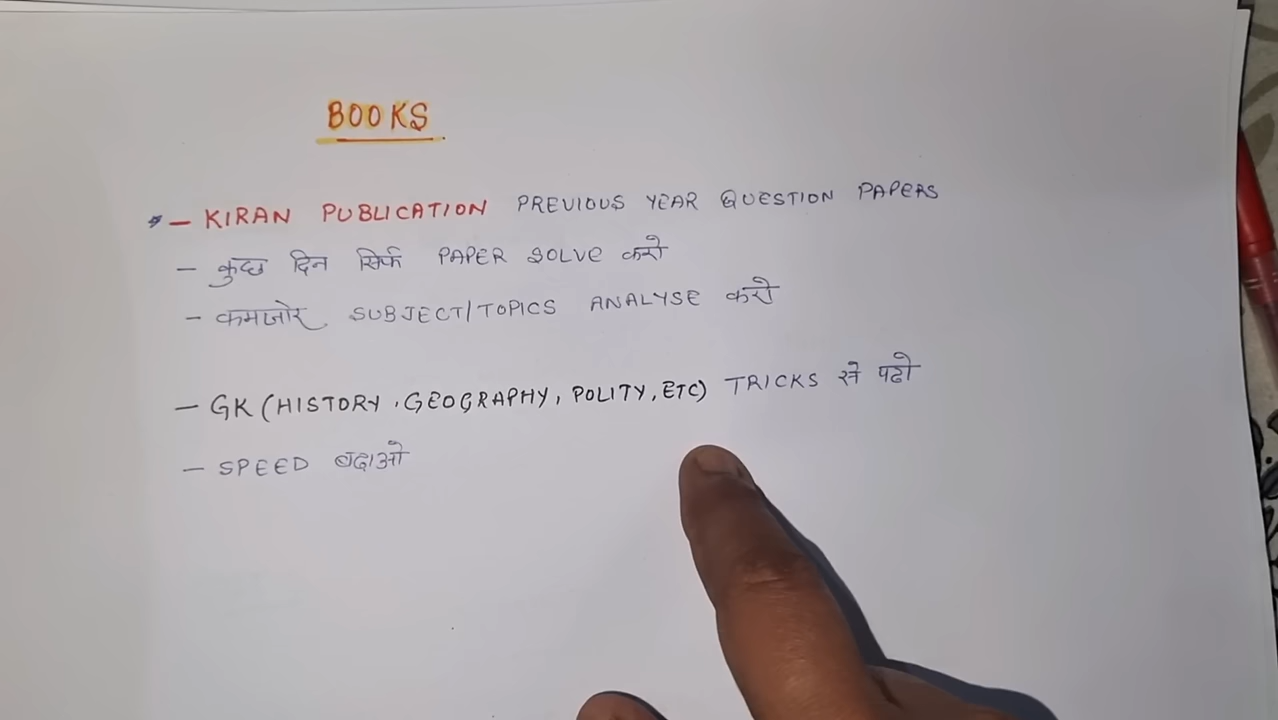 BOOKS
* – KIRAN PUBLICATION PREVIOUS YEAR QUESTION PAPERS
– कुछ दिन सिर्फ PAPER SOLVE करो
– कमजोर SUBJECT/TOPICS ANALYSE करो
– GK (HISTORY, GEOGRAPHY, POLITY, ETC) TRICKS से पढो
– SPEED बढाओ